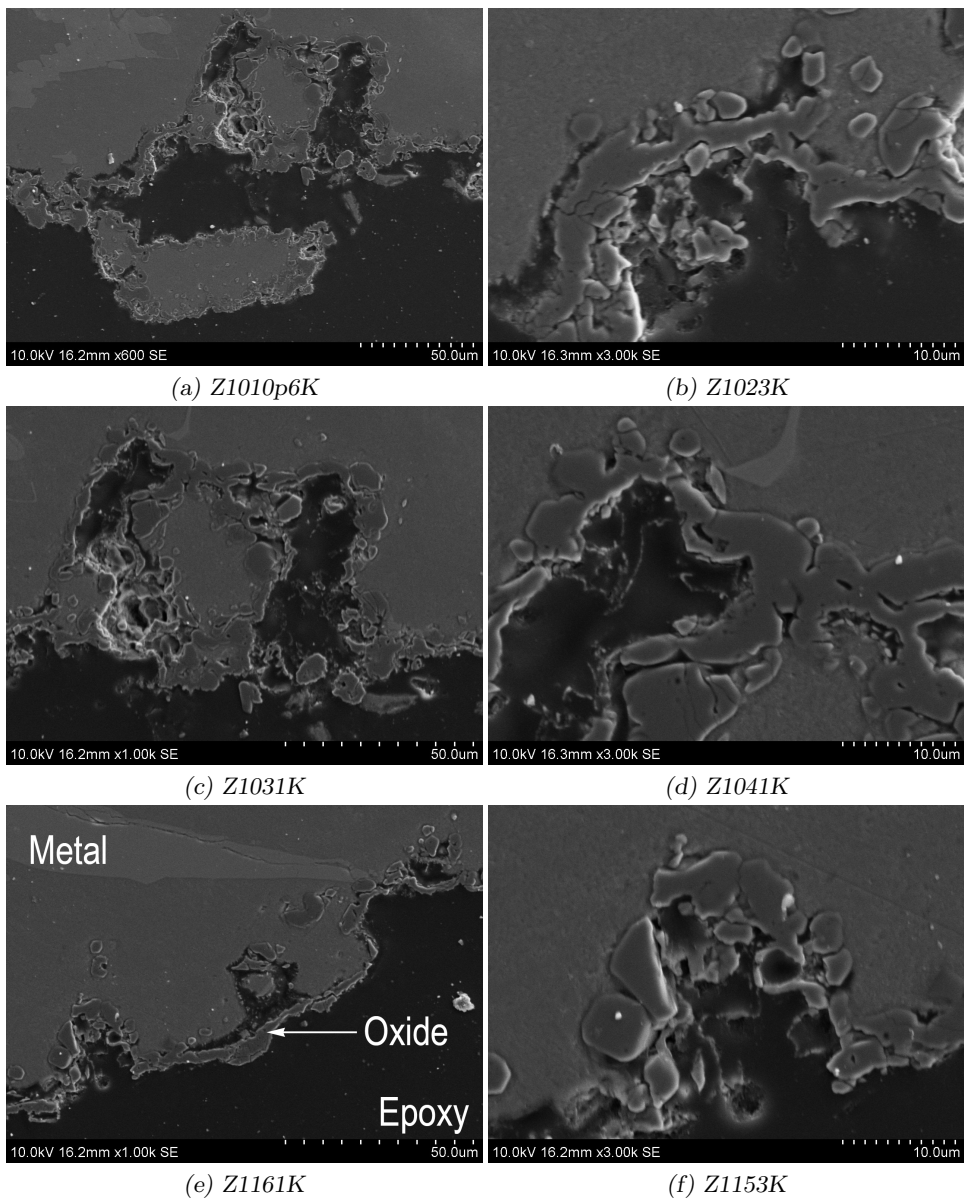 10.0kV 16.2mm x600 SE 50.0um
10.0kV 16.3mm x3.00k SE 10.0um
(a) Z1010p6K
(b) Z1023K
10.0kV 16.2mm x1.00k SE 50.0um
10.0kV 16.3mm x3.00k SE 10.0um
(c) Z1031K
(d) Z1041K
Metal
Oxide
Epoxy
10.0kV 16.2mm x1.00k SE 50.0um
10.0kV 16.2mm x3.00k SE 10.0um
(e) Z1161K
(f) Z1153K